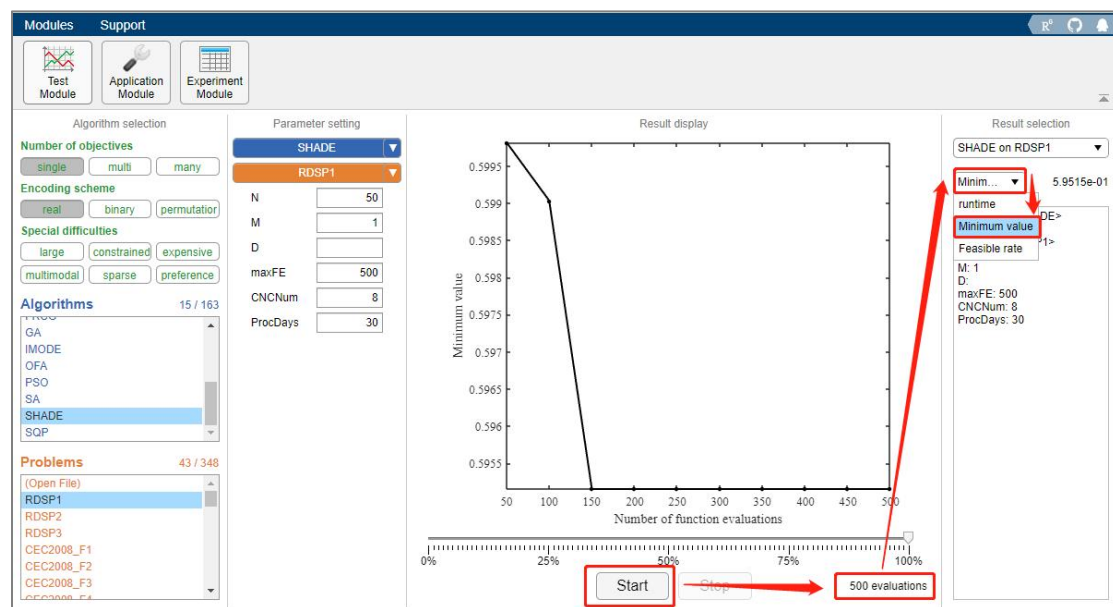 Modules Support
R⁰
Test
Module
Application
Module
Experiment
Module
Algorithm selection
Number of objectives
single multi many
Encoding scheme
real binary permutatior
Special difficulties
large constrained expensive
multimodal sparse preference
Algorithms 15 / 163
GA
IMODE
OFA
PSO
SA
SHADE
SQP
Problems 43 / 348
(Open File)
RDSP1
RDSP2
RDSP3
CEC2008_F1
CEC2008_F2
CEC2008_F3
CEC2008_F4
Parameter setting
SHADE
RDSP1
N 50
M 1
D
maxFE 500
CNCNum 8
ProcDays 30
Result display
Minimum value
0.5995
0.599
0.5985
0.598
0.5975
0.597
0.5965
0.596
0.5955
50 100 150 200 250 300 350 400 450 500
Number of function evaluations
0% 25% 50% 75% 100%
Start Stop 500 evaluations
Result selection
SHADE on RDSP1
Minim... 5.9515e-01
runtime
DE>
Minimum value
1>
Feasible rate
M: 1
D:
maxFE: 500
CNCNum: 8
ProcDays: 30